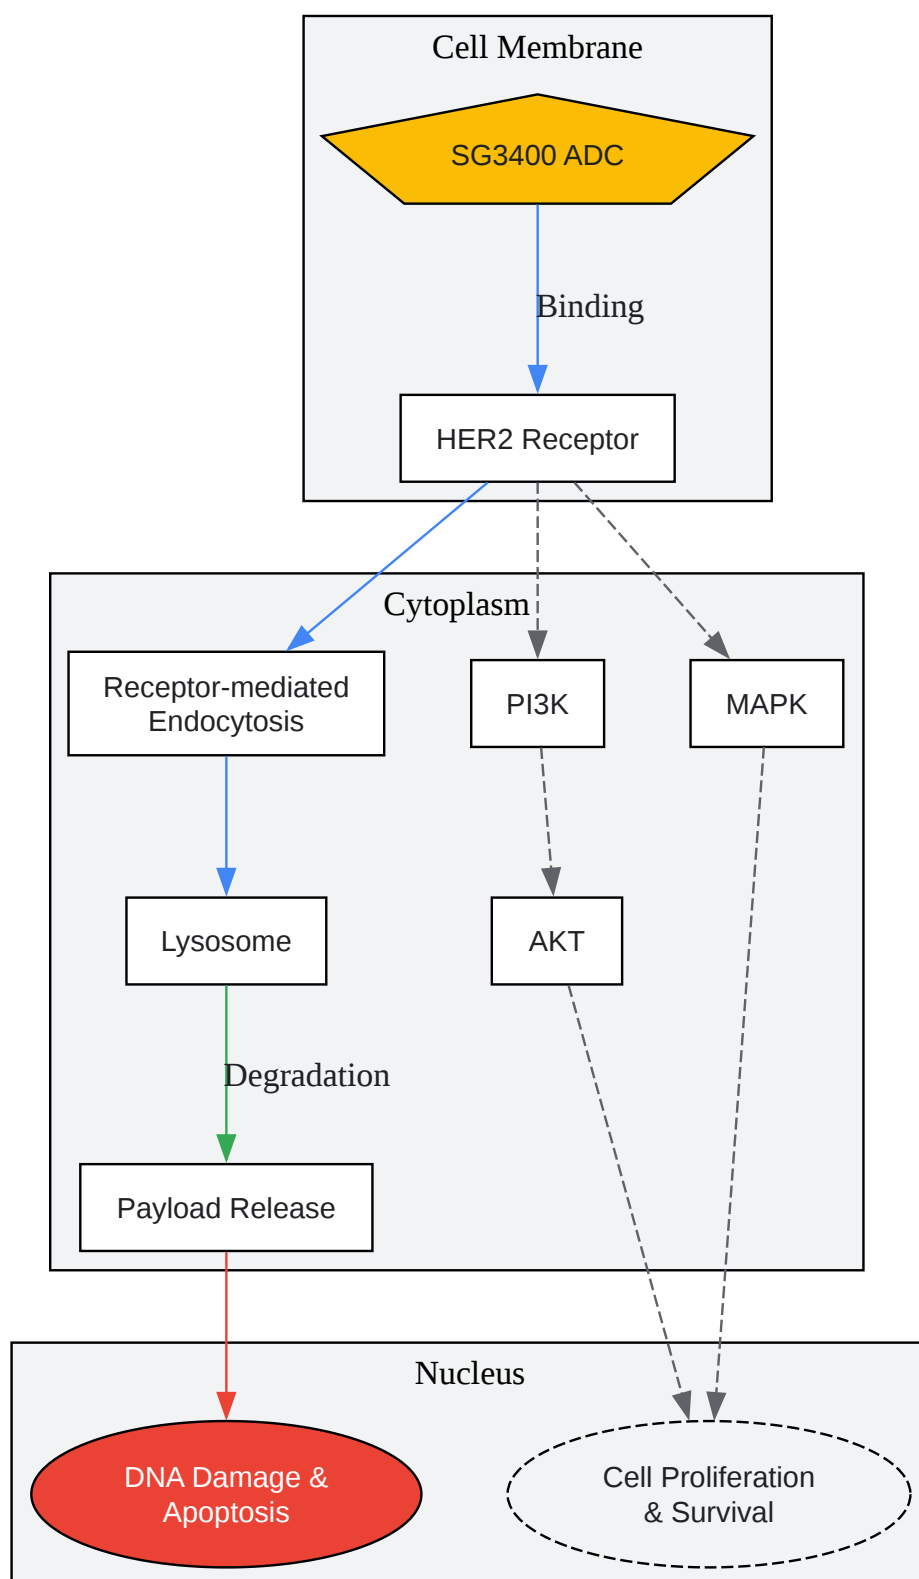 Cell Membrane
SG3400 ADC
Binding
HER2 Receptor
Cytoplasm
Receptor-mediated
Endocytosis
PI3K
MAPK
Lysosome
AKT
Degradation
Payload Release
Nucleus
DNA Damage &
Apoptosis
Cell Proliferation
& Survival